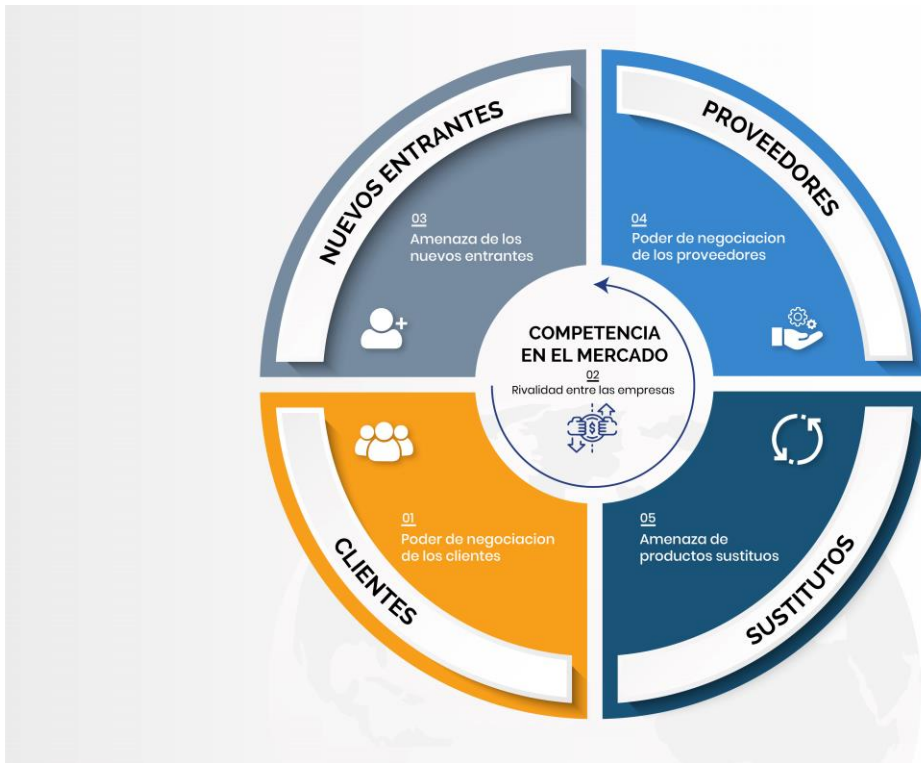 NUEVOS ENTRANTES
03
Amenaza de los
nuevos entrantes
PROVEEDORES
04
Poder de negociacion
de los proveedores
COMPETENCIA
EN EL MERCADO
02
Rivalidad entre las empresas
$
01
Poder de negociacion
de los clientes
CLIENTES
05
Amenaza de
productos sustituos
SUSTITUTOS